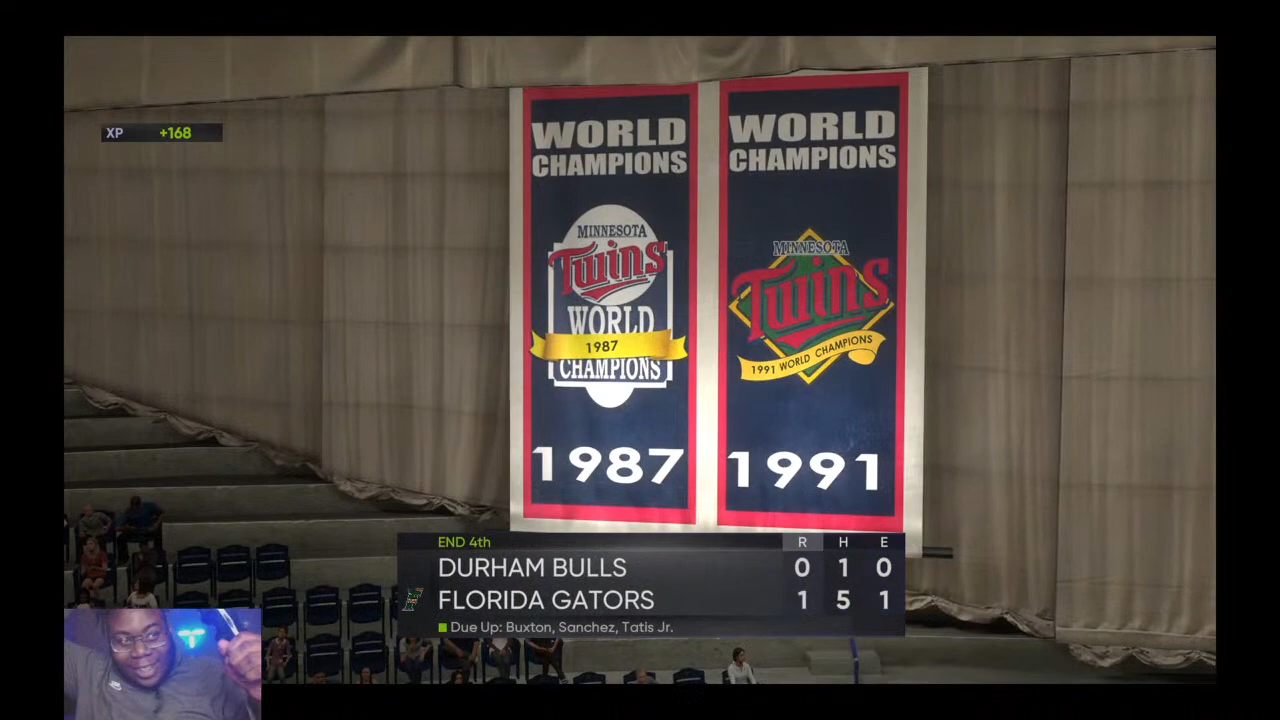 XP +168
WORLD
CHAMPIONS
MINNESOTA
Twins
WORLD
1987
CHAMPIONS
1987
WORLD
CHAMPIONS
MINNESOTA
Twins
1991 WORLD CHAMPIONS
1991
END 4th R H E
DURHAM BULLS 0 1 0
FLORIDA GATORS 1 5 1
Due Up: Buxton, Sanchez, Tatis Jr.